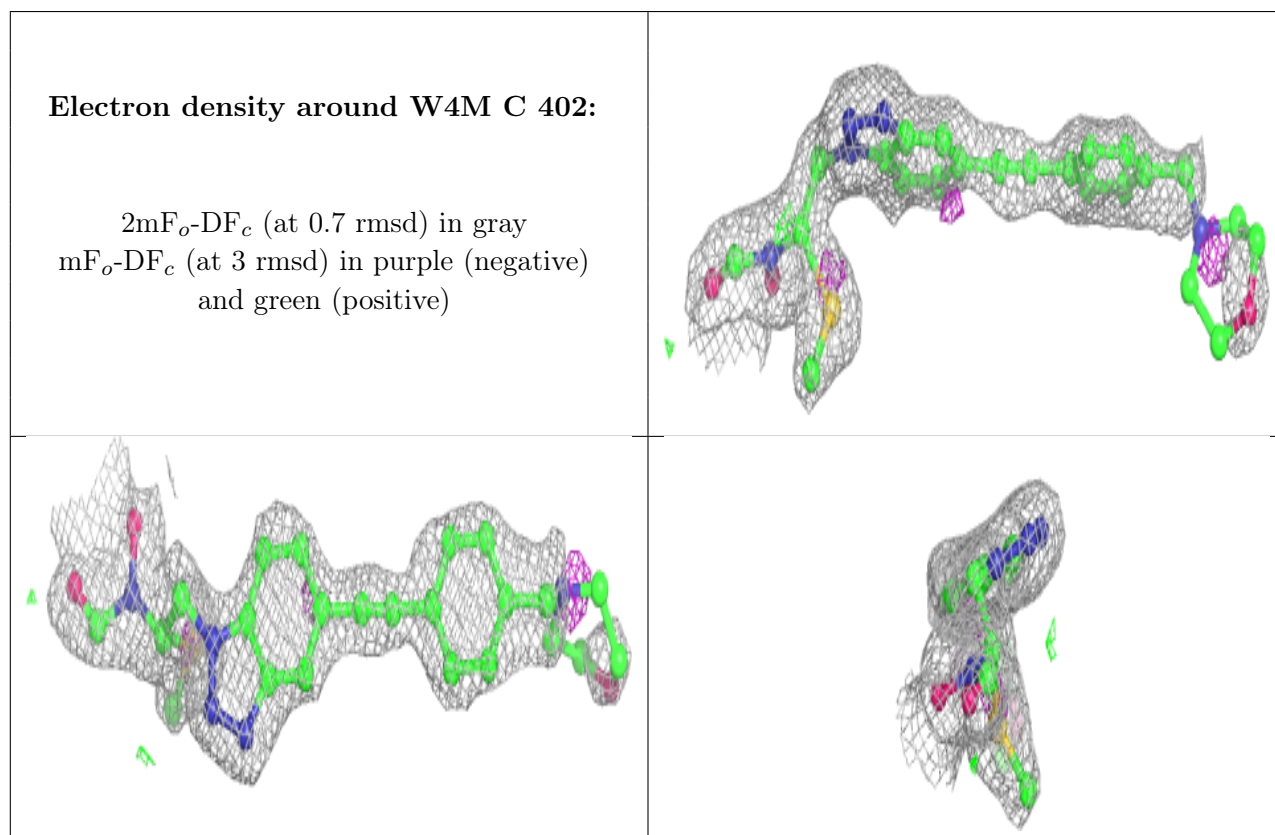 Electron density around W4M C 402:
2mFo-DFc (at 0.7 rmsd) in gray
mFo-DFc (at 3 rmsd) in purple (negative)
and green (positive)